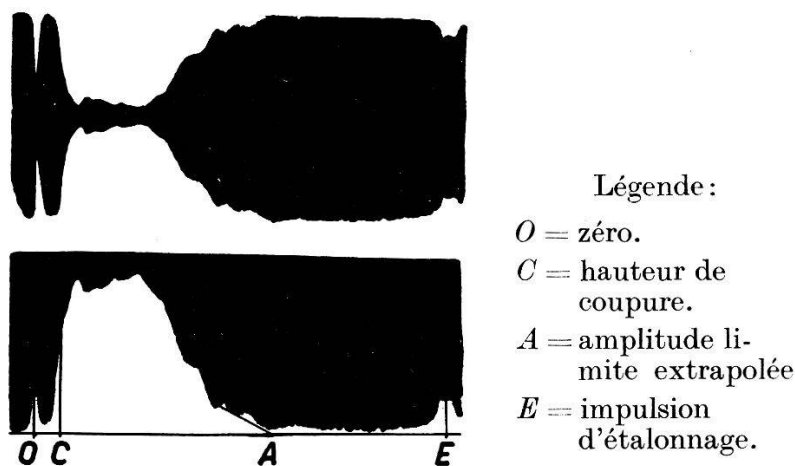 Légende:
O = zéro.
C = hauteur de
coupure.
A = amplitude li-
mite extrapolée
E = impulsion
d'étalonnage.
O C A E